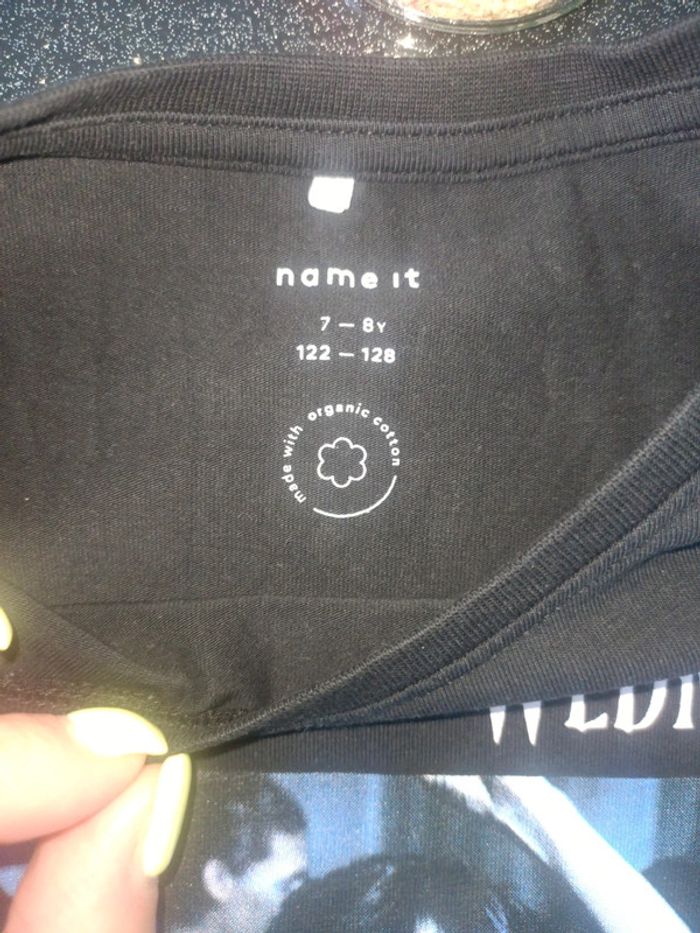 name it
7 — 8Y
122 — 128
made with organic cotton